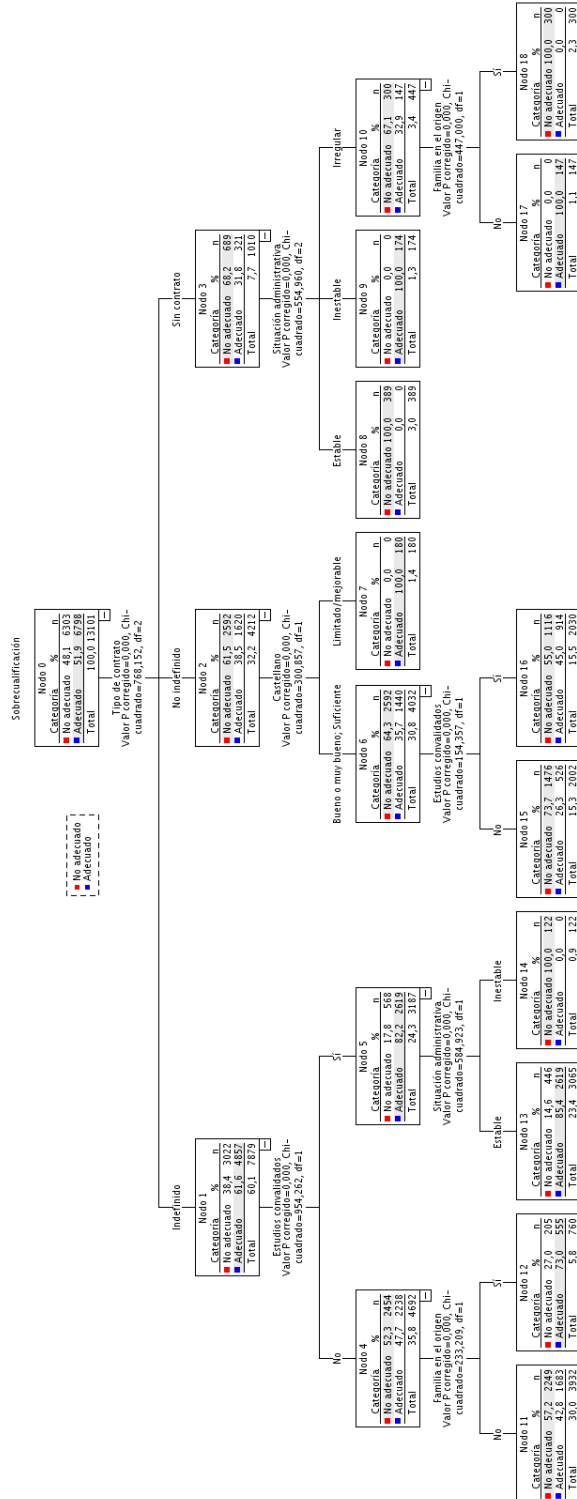 Sobrecualificación
No adecuado
Adecuado
Nodo 0
Categoría % n
No adecuado 48,1 6303
Adecuado 51,9 6798
Total 100,0 13101
Tipo de contrato
Valor P corregido=0,000, Chi-
cuadrado=768,152, df=2
Indefinido
No indefinido
Sin contrato
Nodo 1
Categoría % n
No adecuado 38,4 3022
Adecuado 61,6 4857
Total 60,1 7879
Estudios convalidados
Valor P corregido=0,000, Chi-
cuadrado=954,262, df=1
Nodo 2
Categoría % n
No adecuado 61,5 2592
Adecuado 38,5 1620
Total 32,2 4212
Castellano
Valor P corregido=0,000, Chi-
cuadrado=300,857, df=1
Nodo 3
Categoría % n
No adecuado 68,2 689
Adecuado 31,8 321
Total 7,7 1010
Situación administrativa
Valor P corregido=0,000, Chi-
cuadrado=554,960, df=2
No
Sí
Bueno o muy bueno; Suficiente
Limitado/mejorable
Estable
Inestable
Irregular
Nodo 4
Categoría % n
No adecuado 52,3 2454
Adecuado 47,7 2238
Total 35,8 4692
Familia en el origen
Valor P corregido=0,000, Chi-
cuadrado=233,209, df=1
Nodo 5
Categoría % n
No adecuado 17,8 568
Adecuado 82,2 2619
Total 24,3 3187
Situación administrativa
Valor P corregido=0,000, Chi-
cuadrado=584,923, df=1
Nodo 6
Categoría % n
No adecuado 64,3 2592
Adecuado 35,7 1440
Total 30,8 4032
Estudios convalidados
Valor P corregido=0,000, Chi-
cuadrado=154,357, df=1
Nodo 7
Categoría % n
No adecuado 0,0 0
Adecuado 100,0 180
Total 1,4 180
Nodo 8
Categoría % n
No adecuado 100,0 389
Adecuado 0,0 0
Total 3,0 389
Nodo 9
Categoría % n
No adecuado 0,0 0
Adecuado 100,0 174
Total 1,3 174
Nodo 10
Categoría % n
No adecuado 67,1 300
Adecuado 32,9 147
Total 3,4 447
Familia en el origen
Valor P corregido=0,000, Chi-
cuadrado=447,000, df=1
No
Sí
Estable
Inestable
No
Sí
No
Sí
Nodo 11
Categoría % n
No adecuado 57,2 2249
Adecuado 42,8 1683
Total 30,0 3932
Nodo 12
Categoría % n
No adecuado 27,0 205
Adecuado 73,0 555
Total 5,8 760
Nodo 13
Categoría % n
No adecuado 14,6 446
Adecuado 85,4 2619
Total 23,4 3065
Nodo 14
Categoría % n
No adecuado 100,0 122
Adecuado 0,0 0
Total 0,9 122
Nodo 15
Categoría % n
No adecuado 73,7 1476
Adecuado 26,3 526
Total 15,3 2002
Nodo 16
Categoría % n
No adecuado 55,0 1116
Adecuado 45,0 914
Total 15,5 2030
Nodo 17
Categoría % n
No adecuado 0,0 0
Adecuado 100,0 147
Total 1,1 147
Nodo 18
Categoría % n
No adecuado 100,0 300
Adecuado 0,0 0
Total 2,3 300